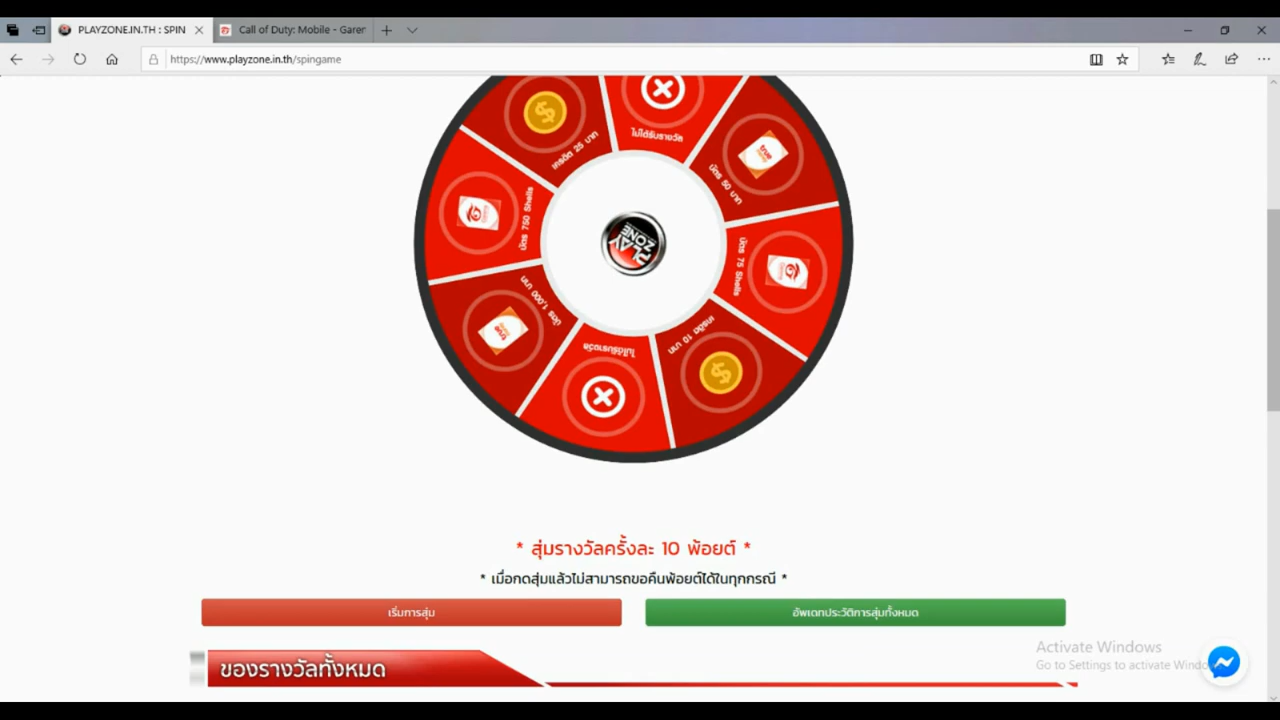 PLAYZONE.IN.TH : SPIN
Call of Duty: Mobile - Garen
https://www.playzone.in.th/spingame
ไม่ได้รับรางวัล
เครดิต 25 บาท
บัตร 50 บาท
บัตร 750 Shells
บัตร 75 Shells
บัตร 1,000 บาท
เครดิต 10 บาท
ไม่ได้รับรางวัล
PLAY ZONE
* สุ่มรางวัลครั้งละ 10 พ้อยต์ *
* เมื่อกดสุ่มแล้วไม่สามารถขอคืนพ้อยต์ได้ในทุกกรณี *
เริ่มการสุ่ม
อัพเดทประวัติการสุ่มทั้งหมด
ของรางวัลทั้งหมด
Activate Windows
Go to Settings to activate Windo